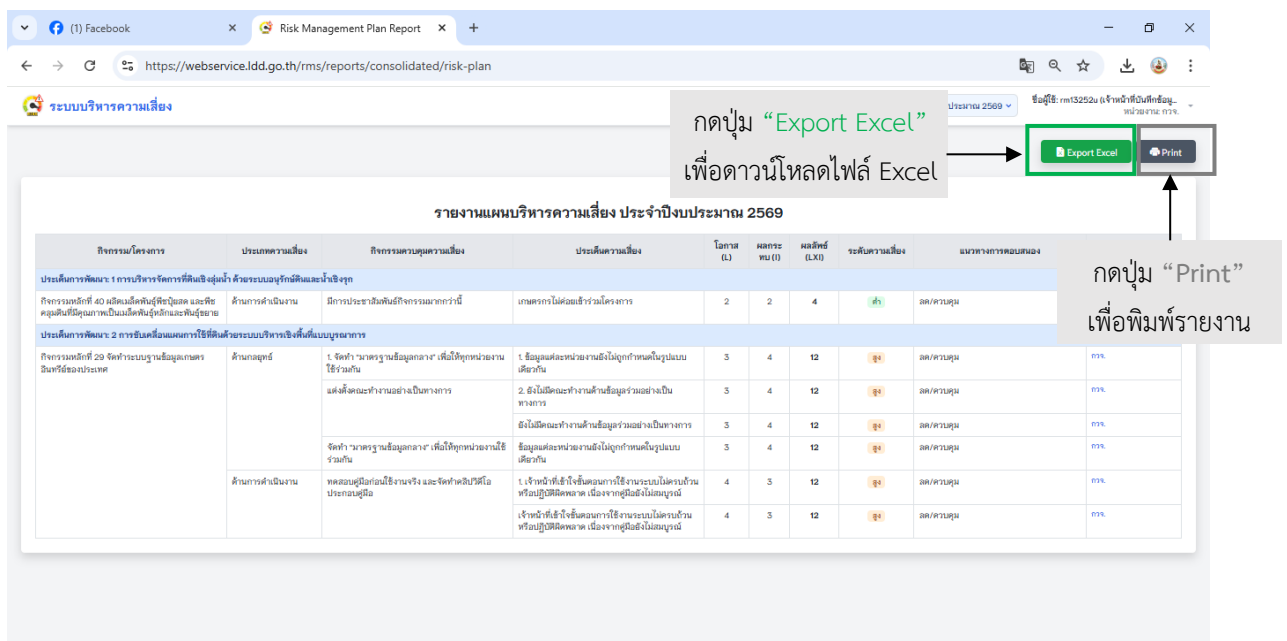 (1) Facebook
Risk Management Plan Report
https://webservice.ldd.go.th/rms/reports/consolidated/risk-plan
ระบบบริหารความเสี่ยง
ประมาณ 2569
ชื่อผู้ใช้: rm13252u (เจ้าหน้าที่บันทึกข้อมู...
หน่วยงาน: กวจ.
กดปุ่ม “Export Excel”
เพื่อดาวน์โหลดไฟล์ Excel
Export Excel
Print
กดปุ่ม “Print”
เพื่อพิมพ์รายงาน
รายงานแผนบริหารความเสี่ยง ประจำปีงบประมาณ 2569
กิจกรรม/โครงการ
ประเภทความเสี่ยง
กิจกรรมควบคุมความเสี่ยง
ประเด็นความเสี่ยง
โอกาส
(L)
ผลกระ
ทบ (I)
ผลลัพธ์
(LXI)
ระดับความเสี่ยง
แนวทางการตอบสนอง
ประเด็นการพัฒนา: 1 การบริหารจัดการที่ดินเชิงลุ่มน้ำ ด้วยระบบอนุรักษ์ดินและน้ำเชิงรุก
กิจกรรมหลักที่ 40 ผลิตเมล็ดพันธุ์พืชปุ๋ยสด และพืช
คลุมดินที่มีคุณภาพเป็นเมล็ดพันธุ์หลักและพันธุ์ขยาย
ด้านการดำเนินงาน
มีการประชาสัมพันธ์กิจกรรมมากกว่านี้
เกษตรกรไม่ค่อยเข้าร่วมโครงการ
2
2
4
ต่ำ
ลด/ควบคุม
ประเด็นการพัฒนา: 2 การขับเคลื่อนแผนการใช้ที่ดินด้วยระบบบริหารเชิงพื้นที่แบบบูรณาการ
กิจกรรมหลักที่ 29 จัดทำระบบฐานข้อมูลเกษตร
อินทรีย์ของประเทศ
ด้านกลยุทธ์
1. จัดทำ "มาตรฐานข้อมูลกลาง" เพื่อให้ทุกหน่วยงาน
ใช้ร่วมกัน
1. ข้อมูลแต่ละหน่วยงานยังไม่ถูกกำหนดในรูปแบบ
เดียวกัน
3
4
12
สูง
ลด/ควบคุม
กวจ.
แต่งตั้งคณะทำงานอย่างเป็นทางการ
2. ยังไม่มีคณะทำงานด้านข้อมูลร่วมอย่างเป็น
ทางการ
3
4
12
สูง
ลด/ควบคุม
กวจ.
ยังไม่มีคณะทำงานด้านข้อมูลร่วมอย่างเป็นทางการ
3
4
12
สูง
ลด/ควบคุม
กวจ.
จัดทำ "มาตรฐานข้อมูลกลาง" เพื่อให้ทุกหน่วยงานใช้
ร่วมกัน
ข้อมูลแต่ละหน่วยงานยังไม่ถูกกำหนดในรูปแบบ
เดียวกัน
3
4
12
สูง
ลด/ควบคุม
กวจ.
ด้านการดำเนินงาน
ทดสอบคู่มือก่อนใช้งานจริง และจัดทำคลิปวิดีโอ
ประกอบคู่มือ
1. เจ้าหน้าที่เข้าใจขั้นตอนการใช้งานระบบไม่ครบถ้วน
หรือปฏิบัติผิดพลาด เนื่องจากคู่มือยังไม่สมบูรณ์
4
3
12
สูง
ลด/ควบคุม
กวจ.
เจ้าหน้าที่เข้าใจขั้นตอนการใช้งานระบบไม่ครบถ้วน
หรือปฏิบัติผิดพลาด เนื่องจากคู่มือยังไม่สมบูรณ์
4
3
12
สูง
ลด/ควบคุม
กวจ.